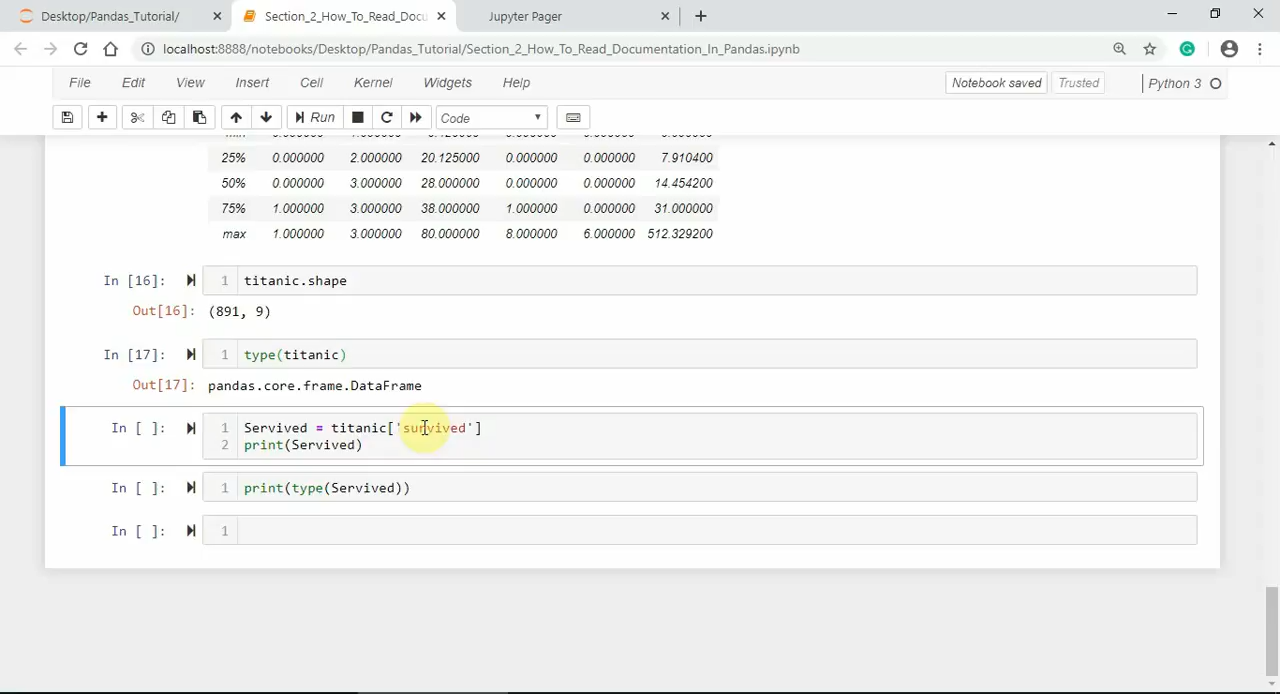 Desktop/Pandas_Tutorial/
Section_2_How_To_Read_Docu
Jupyter Pager
localhost:8888/notebooks/Desktop/Pandas_Tutorial/Section_2_How_To_Read_Documentation_In_Pandas.ipynb
File Edit View Insert Cell Kernel Widgets Help Notebook saved Trusted Python 3
Run Code
25% 0.000000 2.000000 20.125000 0.000000 0.000000 7.910400
50% 0.000000 3.000000 28.000000 0.000000 0.000000 14.454200
75% 1.000000 3.000000 38.000000 1.000000 0.000000 31.000000
max 1.000000 3.000000 80.000000 8.000000 6.000000 512.329200
In [16]: 1 titanic.shape
Out[16]: (891, 9)
In [17]: 1 type(titanic)
Out[17]: pandas.core.frame.DataFrame
In [ ]: 1 Servived = titanic['survived']
2 print(Servived)
In [ ]: 1 print(type(Servived))
In [ ]: 1